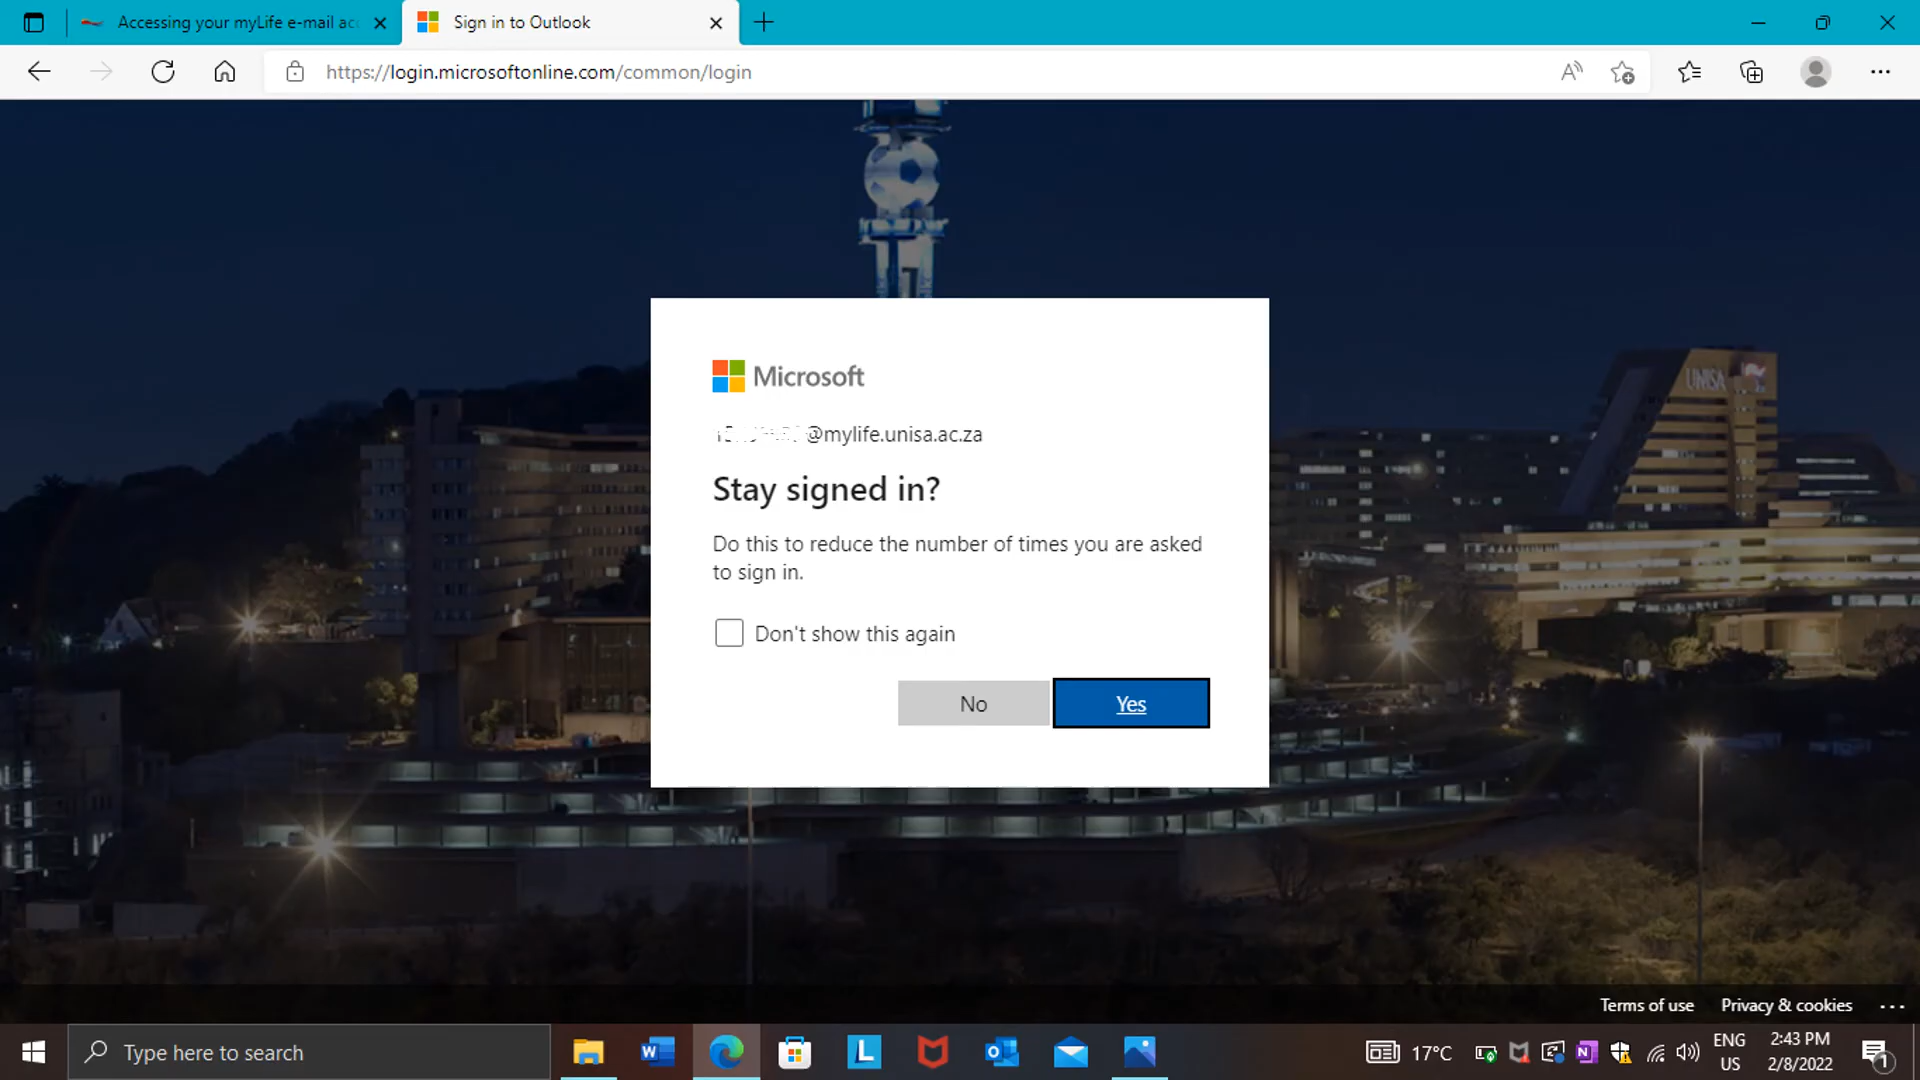 Accessing your myLife e-mail acc
Sign in to Outlook
https://login.microsoftonline.com/common/login
UNISA
Microsoft
@mylife.unisa.ac.za
Stay signed in?
Do this to reduce the number of times you are asked
to sign in.
Don't show this again
No
Yes
Terms of use
Privacy & cookies
Type here to search
17°C
ENG
US
2:43 PM
2/8/2022
1